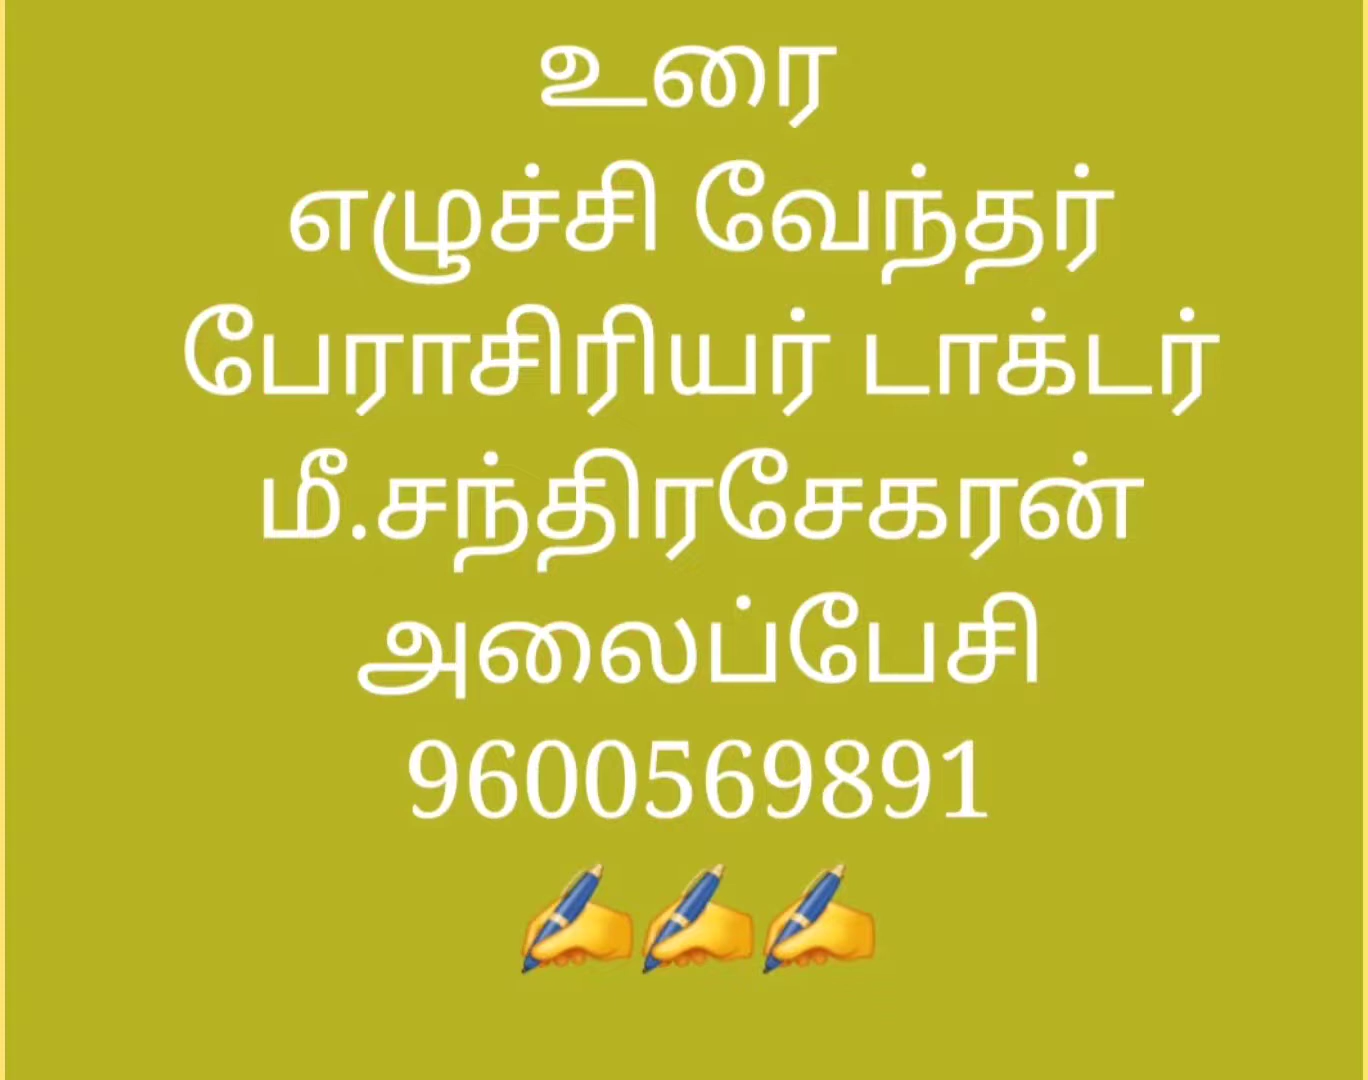 உரை
எழுச்சி வேந்தர்
பேராசிரியர் டாக்டர்
மீ.சந்திரசேகரன்
அலைப்பேசி
9600569891